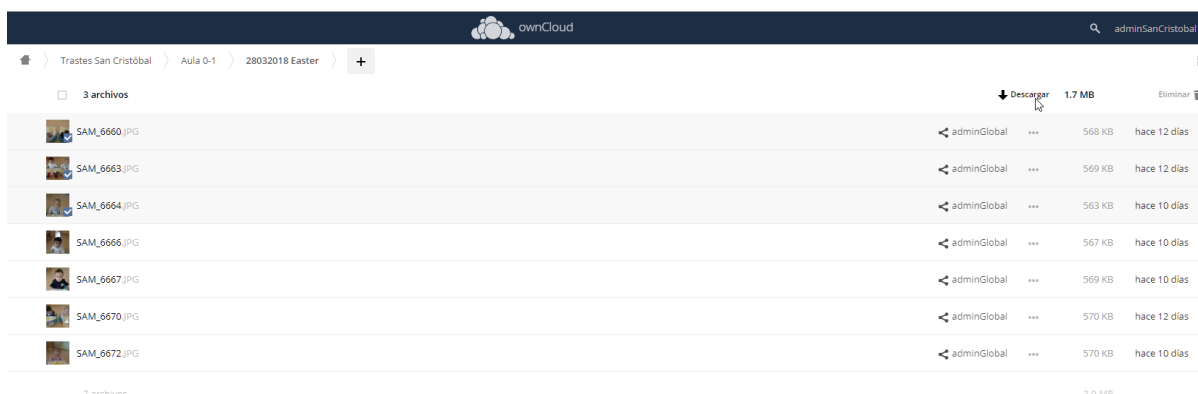 ownCloud adminSanCristobal
Trastes San Cristóbal Aula 0-1 28032018 Easter +
3 archivos Descargar 1.7 MB Eliminar
SAM_6660.JPG adminGlobal ... 568 KB hace 12 días
SAM_6663.JPG adminGlobal ... 569 KB hace 12 días
SAM_6664.JPG adminGlobal ... 563 KB hace 10 días
SAM_6666.JPG adminGlobal ... 567 KB hace 10 días
SAM_6667.JPG adminGlobal ... 569 KB hace 10 días
SAM_6670.JPG adminGlobal ... 570 KB hace 12 días
SAM_6672.JPG adminGlobal ... 570 KB hace 10 días
archivos MB